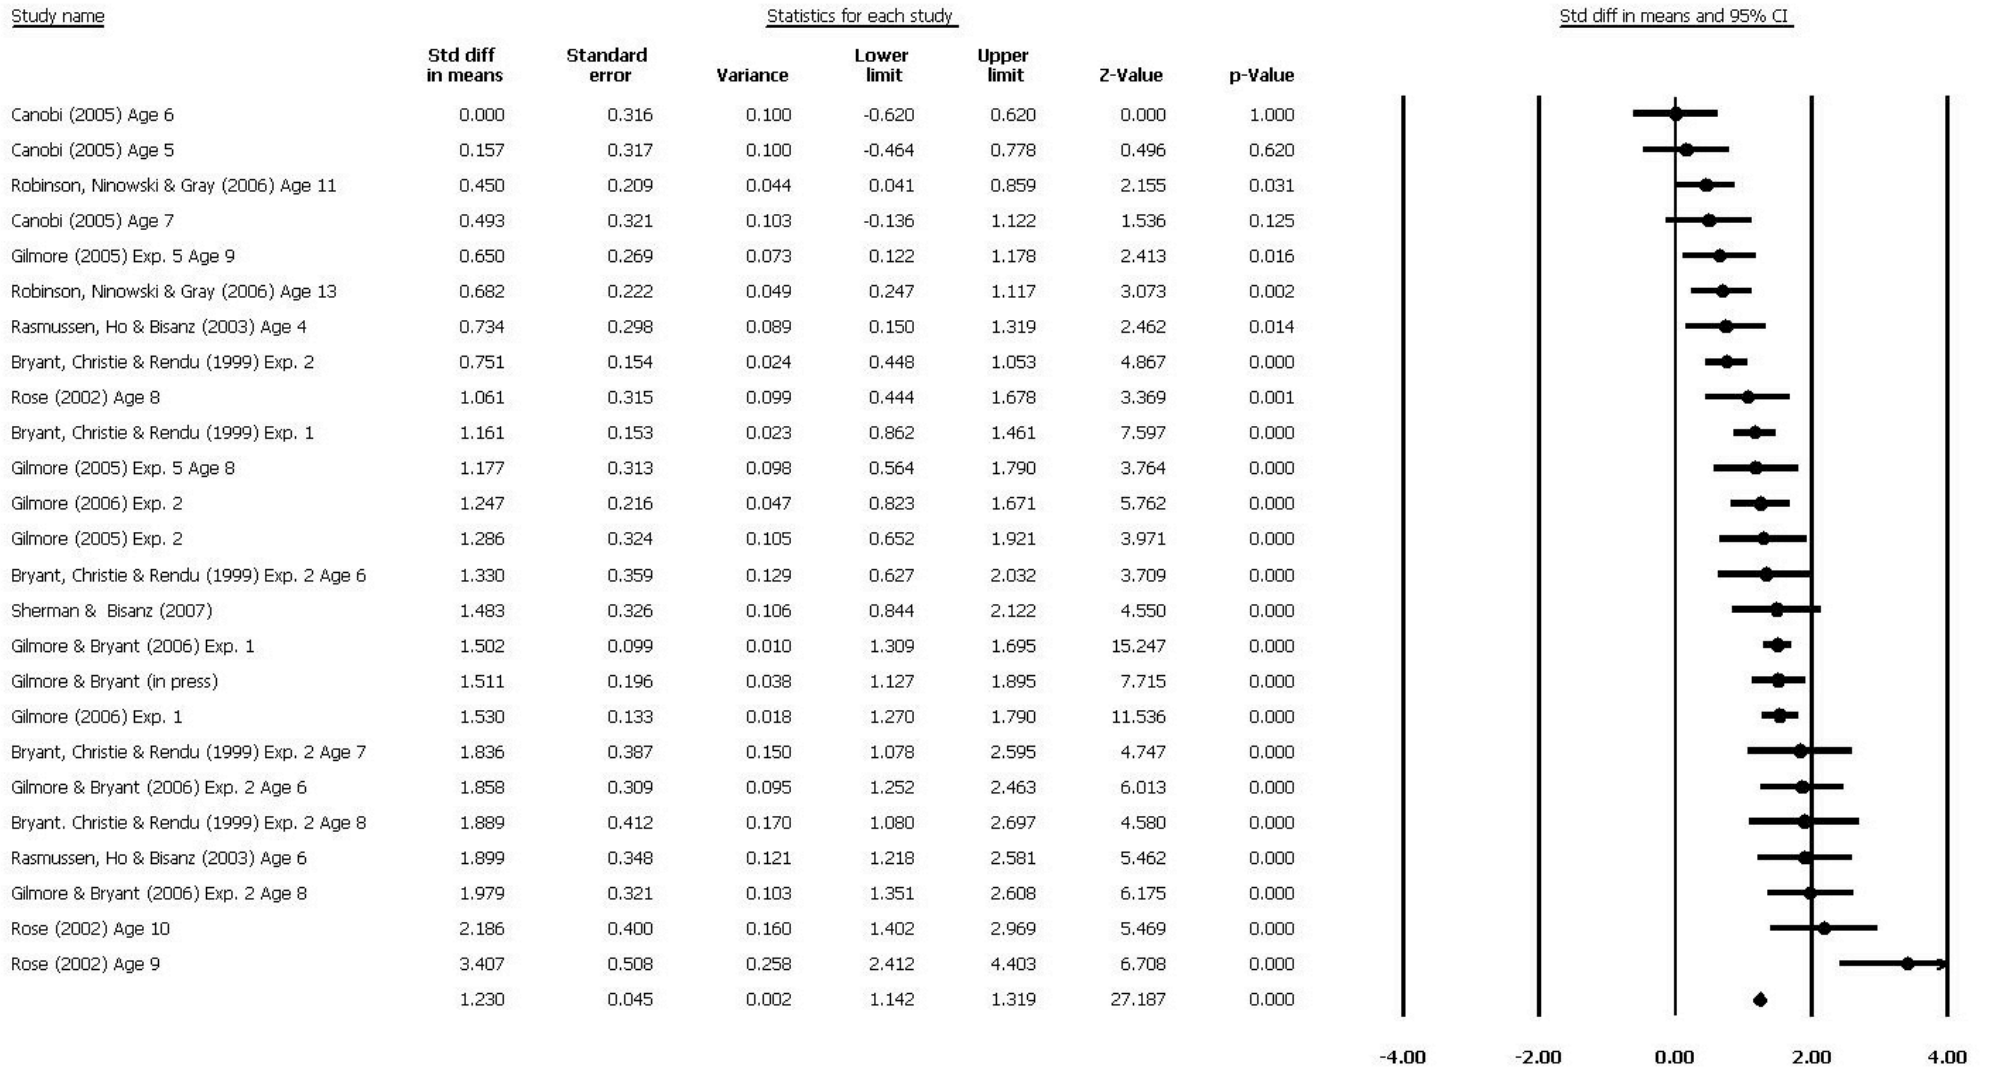 Study name Statistics for each study Std diff in means and 95% CI
Std diff in means Standard error Variance Lower limit Upper limit Z-Value p-Value
Canobi (2005) Age 6 0.000 0.316 0.100 -0.620 0.620 0.000 1.000
Canobi (2005) Age 5 0.157 0.317 0.100 -0.464 0.778 0.496 0.620
Robinson, Ninowski & Gray (2006) Age 11 0.450 0.209 0.044 0.041 0.859 2.155 0.031
Canobi (2005) Age 7 0.493 0.321 0.103 -0.136 1.122 1.536 0.125
Gilmore (2005) Exp. 5 Age 9 0.650 0.269 0.073 0.122 1.178 2.413 0.016
Robinson, Ninowski & Gray (2006) Age 13 0.682 0.222 0.049 0.247 1.117 3.073 0.002
Rasmussen, Ho & Bisanz (2003) Age 4 0.734 0.298 0.089 0.150 1.319 2.462 0.014
Bryant, Christie & Rendu (1999) Exp. 2 0.751 0.154 0.024 0.448 1.053 4.867 0.000
Rose (2002) Age 8 1.061 0.315 0.099 0.444 1.678 3.369 0.001
Bryant, Christie & Rendu (1999) Exp. 1 1.161 0.153 0.023 0.862 1.461 7.597 0.000
Gilmore (2005) Exp. 5 Age 8 1.177 0.313 0.098 0.564 1.790 3.764 0.000
Gilmore (2006) Exp. 2 1.247 0.216 0.047 0.823 1.671 5.762 0.000
Gilmore (2005) Exp. 2 1.286 0.324 0.105 0.652 1.921 3.971 0.000
Bryant, Christie & Rendu (1999) Exp. 2 Age 6 1.330 0.359 0.129 0.627 2.032 3.709 0.000
Sherman & Bisanz (2007) 1.483 0.326 0.106 0.844 2.122 4.550 0.000
Gilmore & Bryant (2006) Exp. 1 1.502 0.099 0.010 1.309 1.695 15.247 0.000
Gilmore & Bryant (in press) 1.511 0.196 0.038 1.127 1.895 7.715 0.000
Gilmore (2006) Exp. 1 1.530 0.133 0.018 1.270 1.790 11.536 0.000
Bryant, Christie & Rendu (1999) Exp. 2 Age 7 1.836 0.387 0.150 1.078 2.595 4.747 0.000
Gilmore & Bryant (2006) Exp. 2 Age 6 1.858 0.309 0.095 1.252 2.463 6.013 0.000
Bryant. Christie & Rendu (1999) Exp. 2 Age 8 1.889 0.412 0.170 1.080 2.697 4.580 0.000
Rasmussen, Ho & Bisanz (2003) Age 6 1.899 0.348 0.121 1.218 2.581 5.462 0.000
Gilmore & Bryant (2006) Exp. 2 Age 8 1.979 0.321 0.103 1.351 2.608 6.175 0.000
Rose (2002) Age 10 2.186 0.400 0.160 1.402 2.969 5.469 0.000
Rose (2002) Age 9 3.407 0.508 0.258 2.412 4.403 6.708 0.000
1.230 0.045 0.002 1.142 1.319 27.187 0.000
-4.00 -2.00 0.00 2.00 4.00